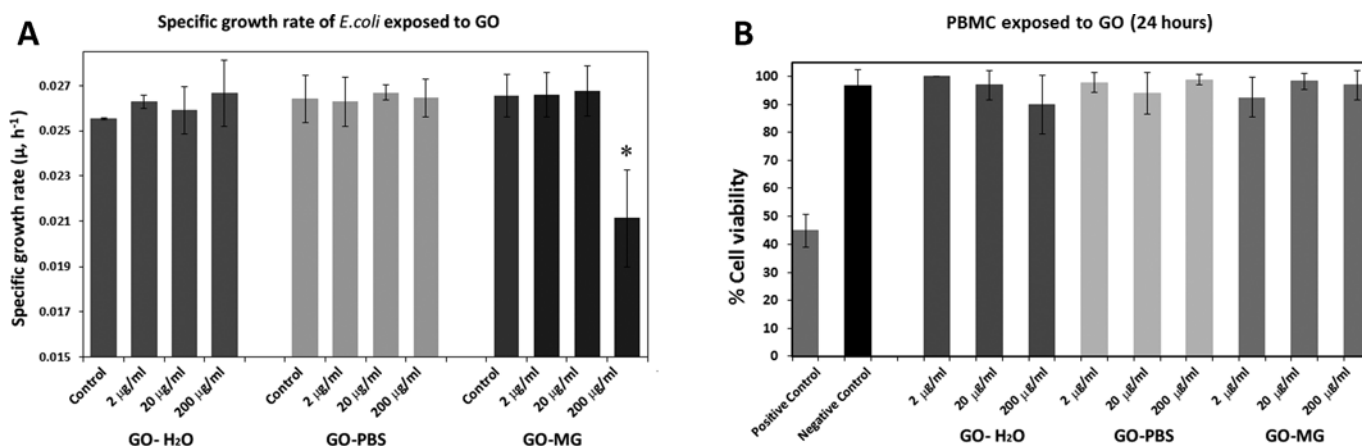 A
Specific growth rate of E.coli exposed to GO
Specific growth rate (μ, h⁻¹)
0.027
0.025
0.023
0.021
0.019
0.017
0.015
*
Control
2 μg/ml
20 μg/ml
200 μg/ml
Control
2 μg/ml
20 μg/ml
200 μg/ml
Control
2 μg/ml
20 μg/ml
200 μg/ml
GO- H₂O
GO-PBS
GO-MG
B
PBMC exposed to GO (24 hours)
% Cell viability
100
90
80
70
60
50
40
30
20
10
0
Positive Control
Negative Control
2 μg/ml
20 μg/ml
200 μg/ml
2 μg/ml
20 μg/ml
200 μg/ml
2 μg/ml
20 μg/ml
200 μg/ml
GO- H₂O
GO-PBS
GO-MG